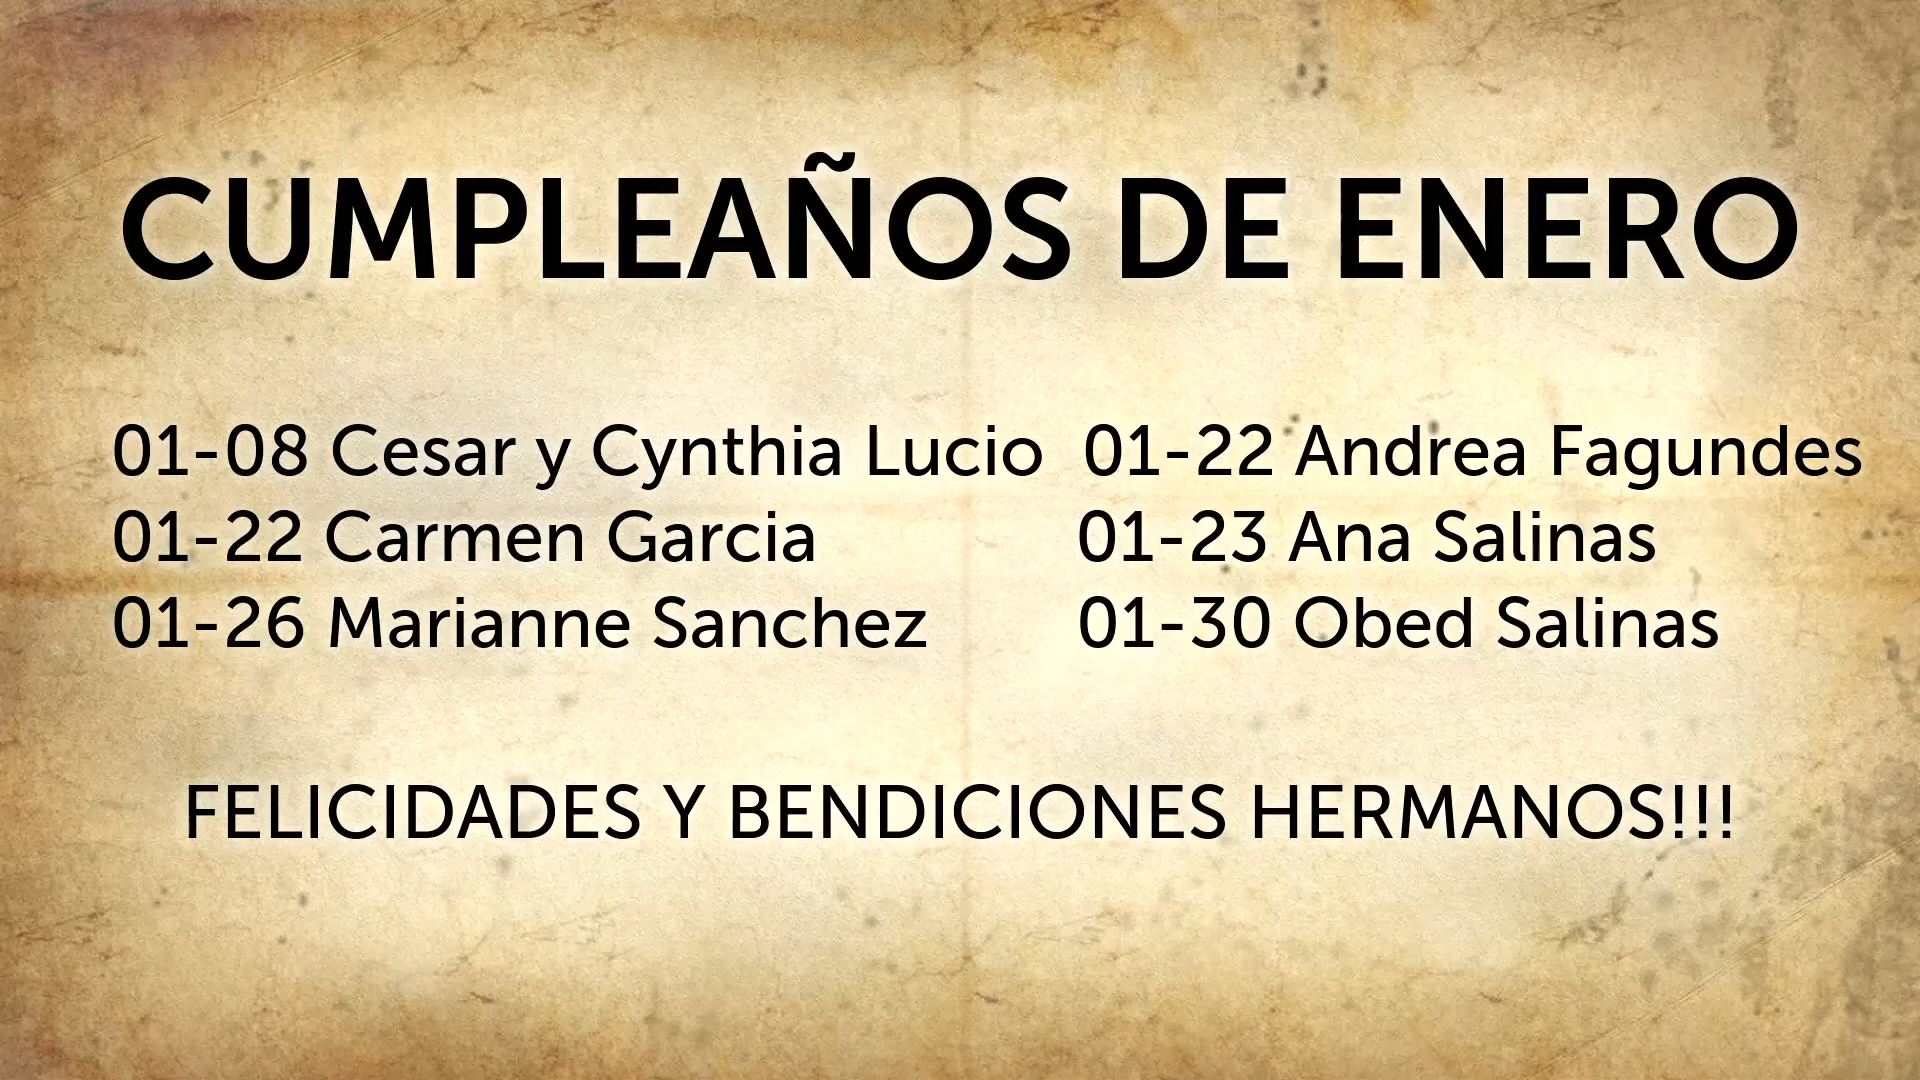 CUMPLEAÑOS DE ENERO
01-08 Cesar y Cynthia Lucio 01-22 Andrea Fagundes
01-22 Carmen Garcia 01-23 Ana Salinas
01-26 Marianne Sanchez 01-30 Obed Salinas
FELICIDADES Y BENDICIONES HERMANOS!!!